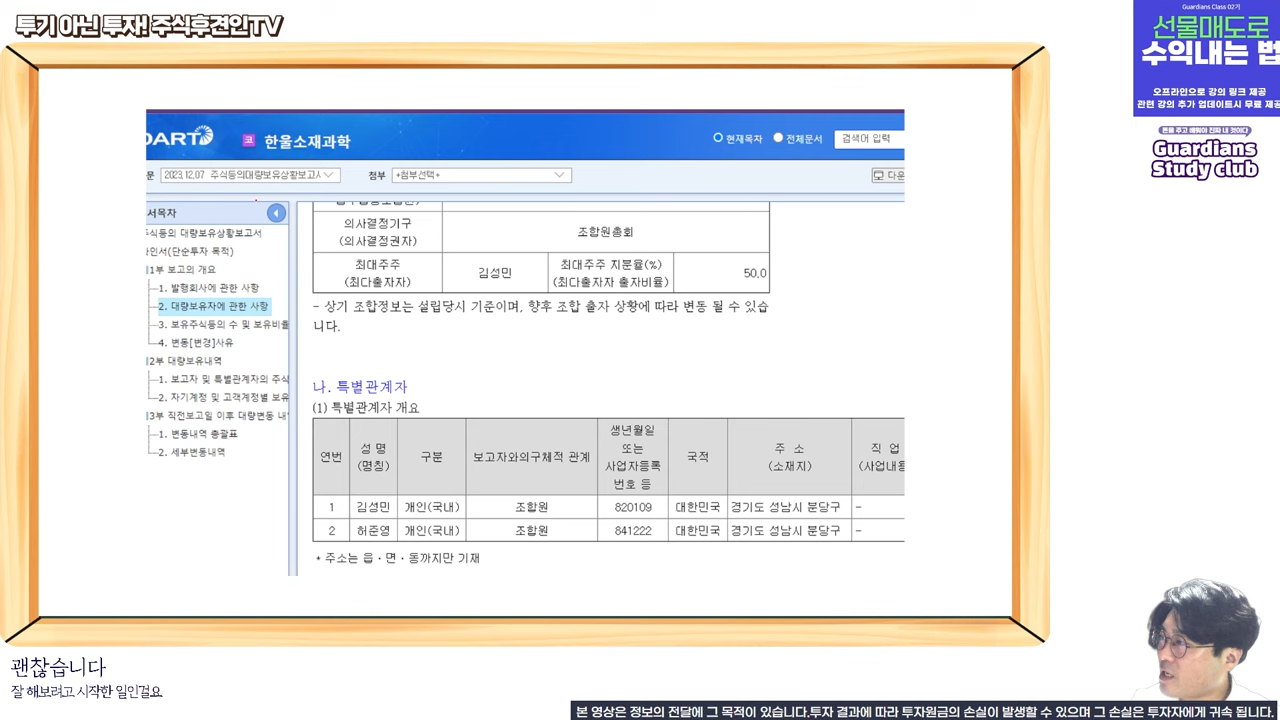 투기 아닌 투자! 주식후견인TV
Guardians Class 02기
선물매도로
수익내는 법
오프라인으로 강의 링크 제공
관련 강의 추가 업데이트시 무료 제공
돈을 주고 배워야 진짜 내 것이다
Guardians
Study club
DART 코 한울소재과학 현재목차 전체문서 검색어 입력
문 2023.12.07 주식등의대량보유상황보고서 첨부 +첨부선택+ 다운
서목차
주식등의 대량보유상황보고서
확인서(단순투자 목적)
제1부 보고의 개요
1. 발행회사에 관한 사항
2. 대량보유자에 관한 사항
3. 보유주식등의 수 및 보유비율
4. 변동[변경]사유
제2부 대량보유내역
1. 보고자 및 특별관계자의 주식
2. 자기계정 및 고객계정별 보유
제3부 직전보고일 이후 대량변동 내역
1. 변동내역 총괄표
2. 세부변동내역
의사결정기구
(의사결정권자) 조합원총회
최대주주
(최다출자자) 김성민 최대주주 지분율(%)
(최다출자자 출자비율) 50.0
- 상기 조합정보는 설립당시 기준이며, 향후 조합 출자 상황에 따라 변동 될 수 있습
니다.
나. 특별관계자
(1) 특별관계자 개요
연번 성 명
(명칭) 구분 보고자와의구체적 관계 생년월일
또는
사업자등록
번호 등 국적 주 소
(소재지) 직 업
(사업내용
1 김성민 개인(국내) 조합원 820109 대한민국 경기도 성남시 분당구 -
2 허준영 개인(국내) 조합원 841222 대한민국 경기도 성남시 분당구 -
* 주소는 읍·면·동까지만 기재
괜찮습니다
잘 해보려고 시작한 일인걸요
본 영상은 정보의 전달에 그 목적이 있습니다.투자 결과에 따라 투자원금의 손실이 발생할 수 있으며 그 손실은 투자자에게 귀속 됩니다.